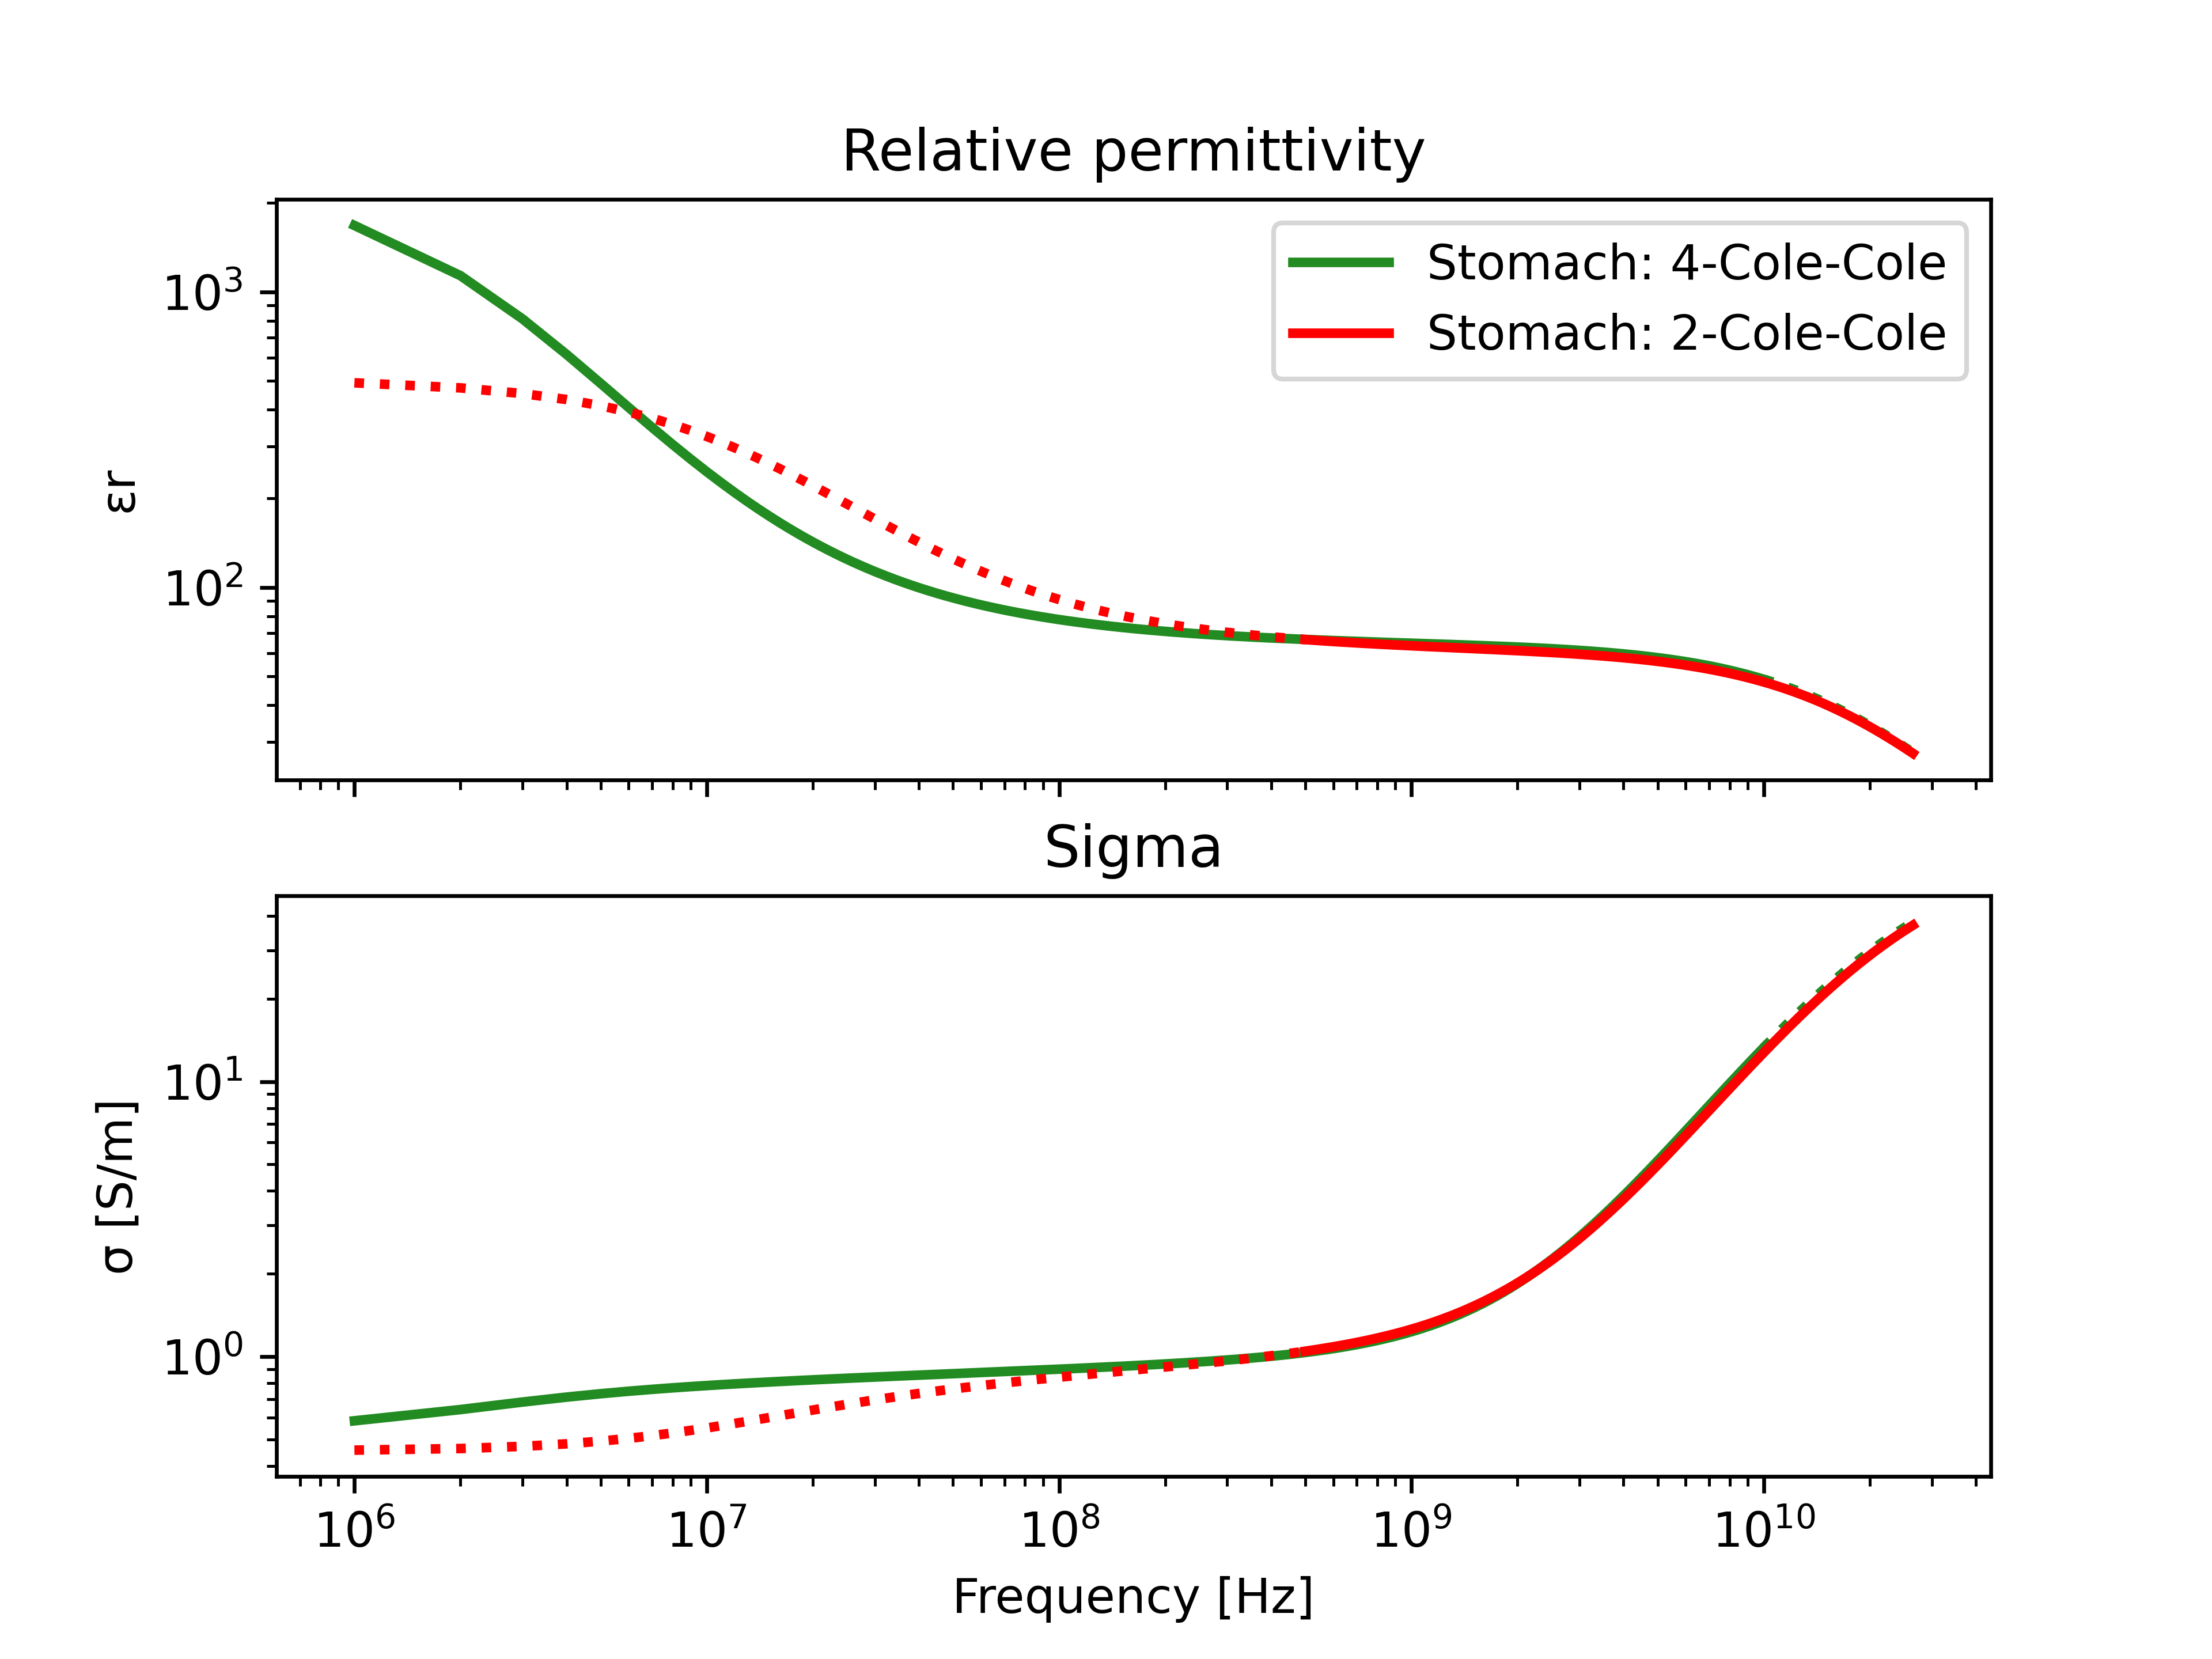 Relative permittivity
Stomach: 4-Cole-Cole
Stomach: 2-Cole-Cole
10³
10²
εr
Sigma
10¹
10⁰
σ [S/m]
10⁶ 10⁷ 10⁸ 10⁹ 10¹⁰
Frequency [Hz]